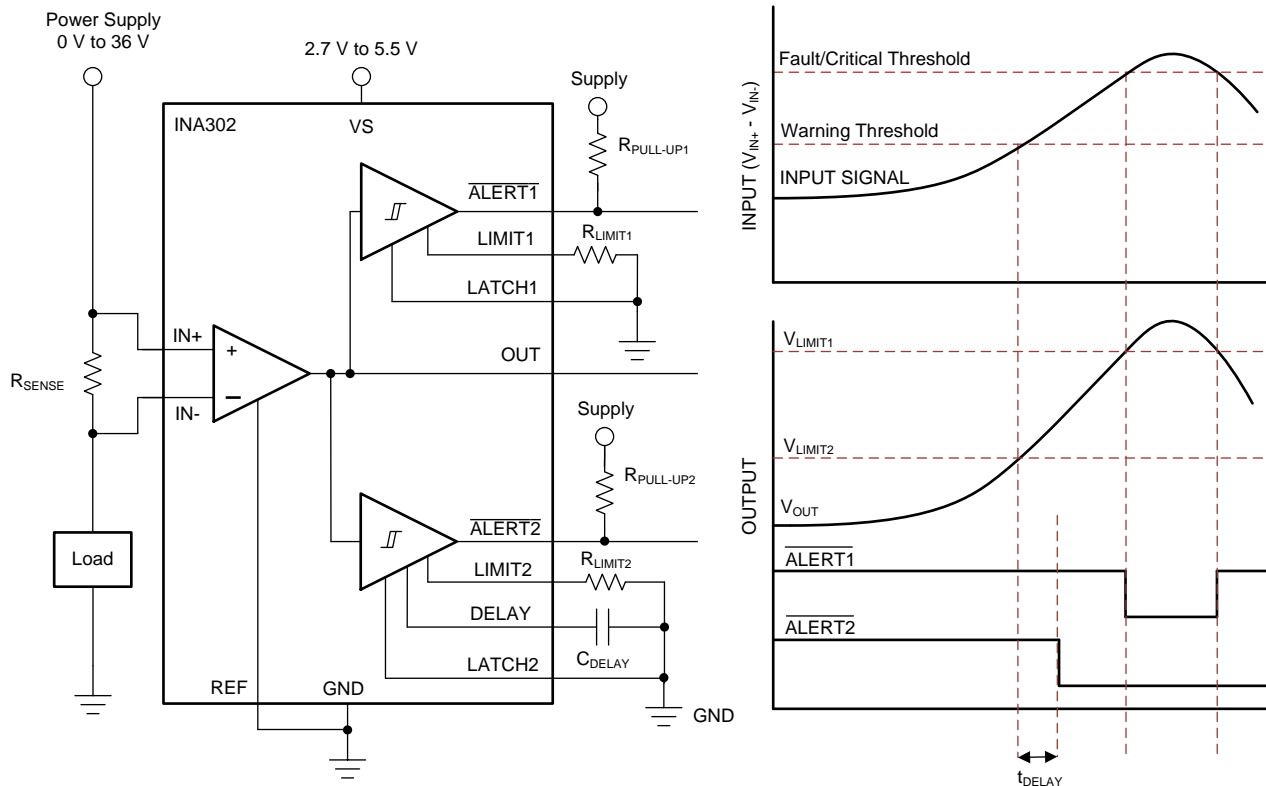 Power Supply
0 V to 36 V
2.7 V to 5.5 V
Supply
INA302
VS
RPULL-UP1
ALERT1
LIMIT1
RLIMIT1
LATCH1
IN+
+
OUT
RSENSE
IN-
−
Supply
RPULL-UP2
ALERT2
LIMIT2
RLIMIT2
Load
DELAY
CDELAY
LATCH2
REF
GND
GND
INPUT (VIN+ - VIN-)
Fault/Critical Threshold
Warning Threshold
INPUT SIGNAL
OUTPUT
VLIMIT1
VLIMIT2
VOUT
ALERT1
ALERT2
tDELAY